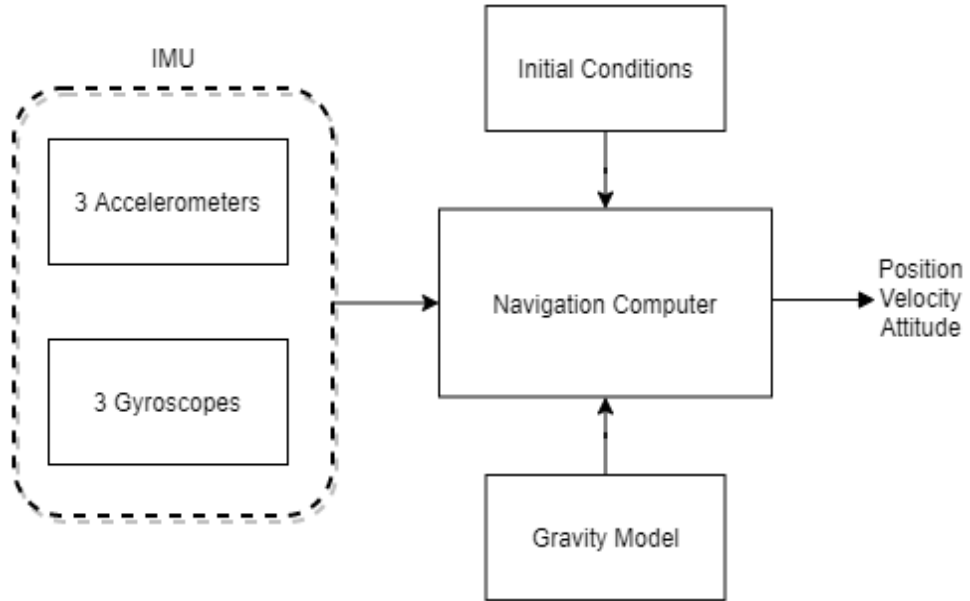 IMU
3 Accelerometers
3 Gyroscopes
Initial Conditions
Navigation Computer
Gravity Model
Position
Velocity
Attitude